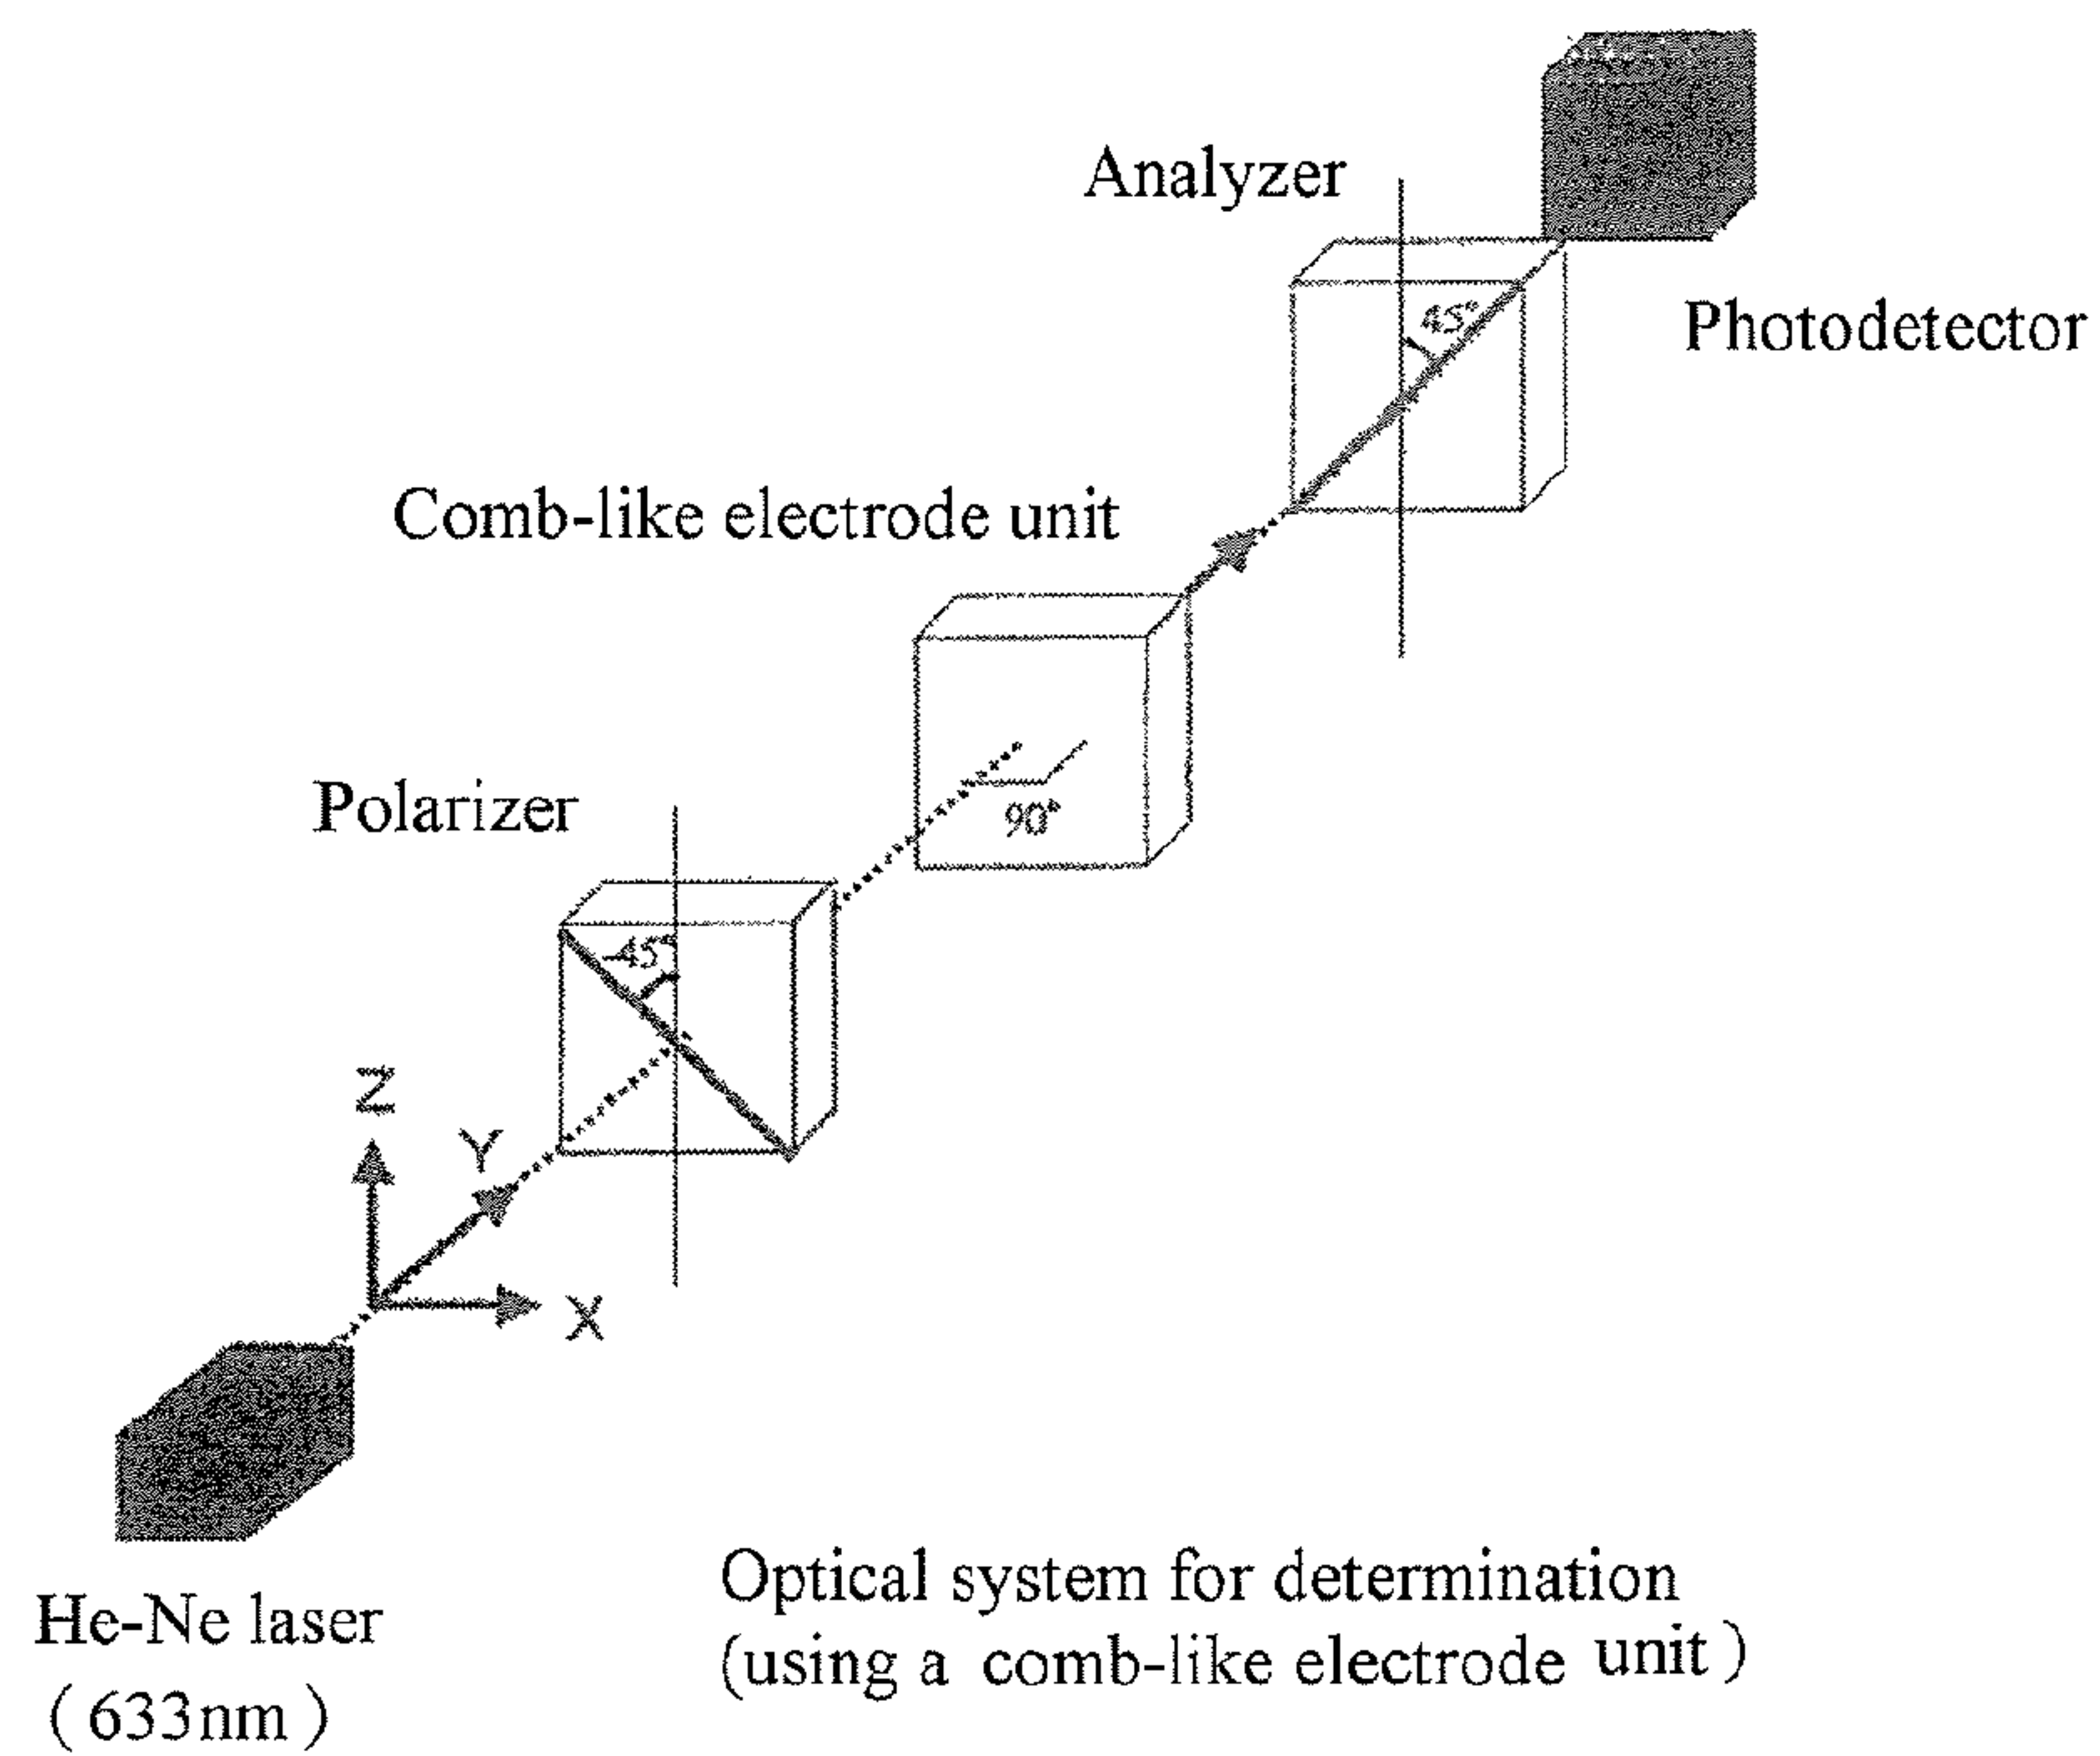 Analyzer
45°
Photodetector
Comb-like electrode unit
90°
Polarizer
-45°
Z
Y
X
He-Ne laser
(633nm)
Optical system for determination
(using a comb-like electrode unit)